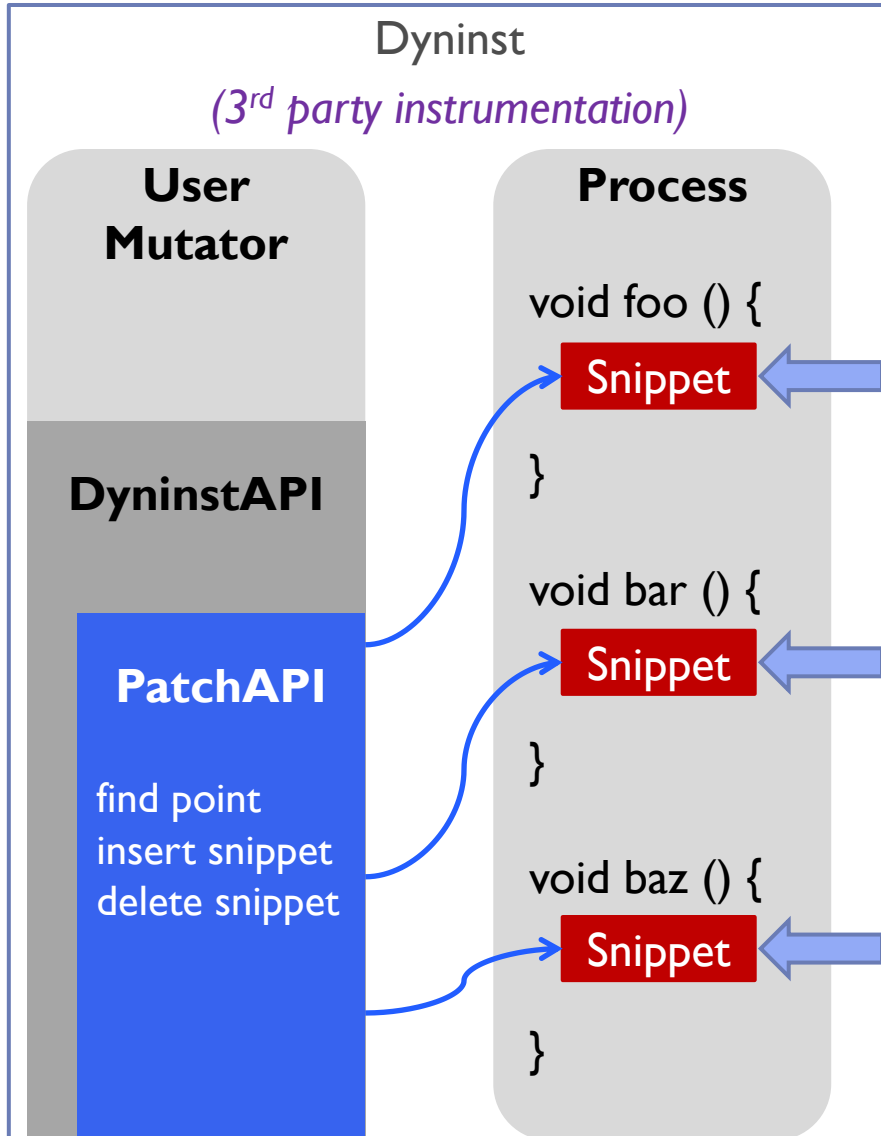 Dyninst
(3rd party instrumentation)
User
Mutator
DyninstAPI
PatchAPI
find point
insert snippet
delete snippet
Process
void foo () {
Snippet
}
void bar () {
Snippet
}
void baz () {
Snippet
}